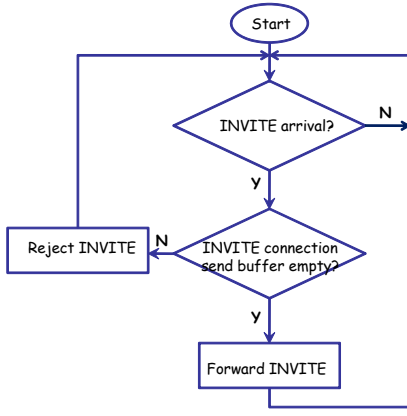 Start
INVITE arrival?
N
Y
INVITE connection
send buffer empty?
N
Reject INVITE
Y
Forward INVITE